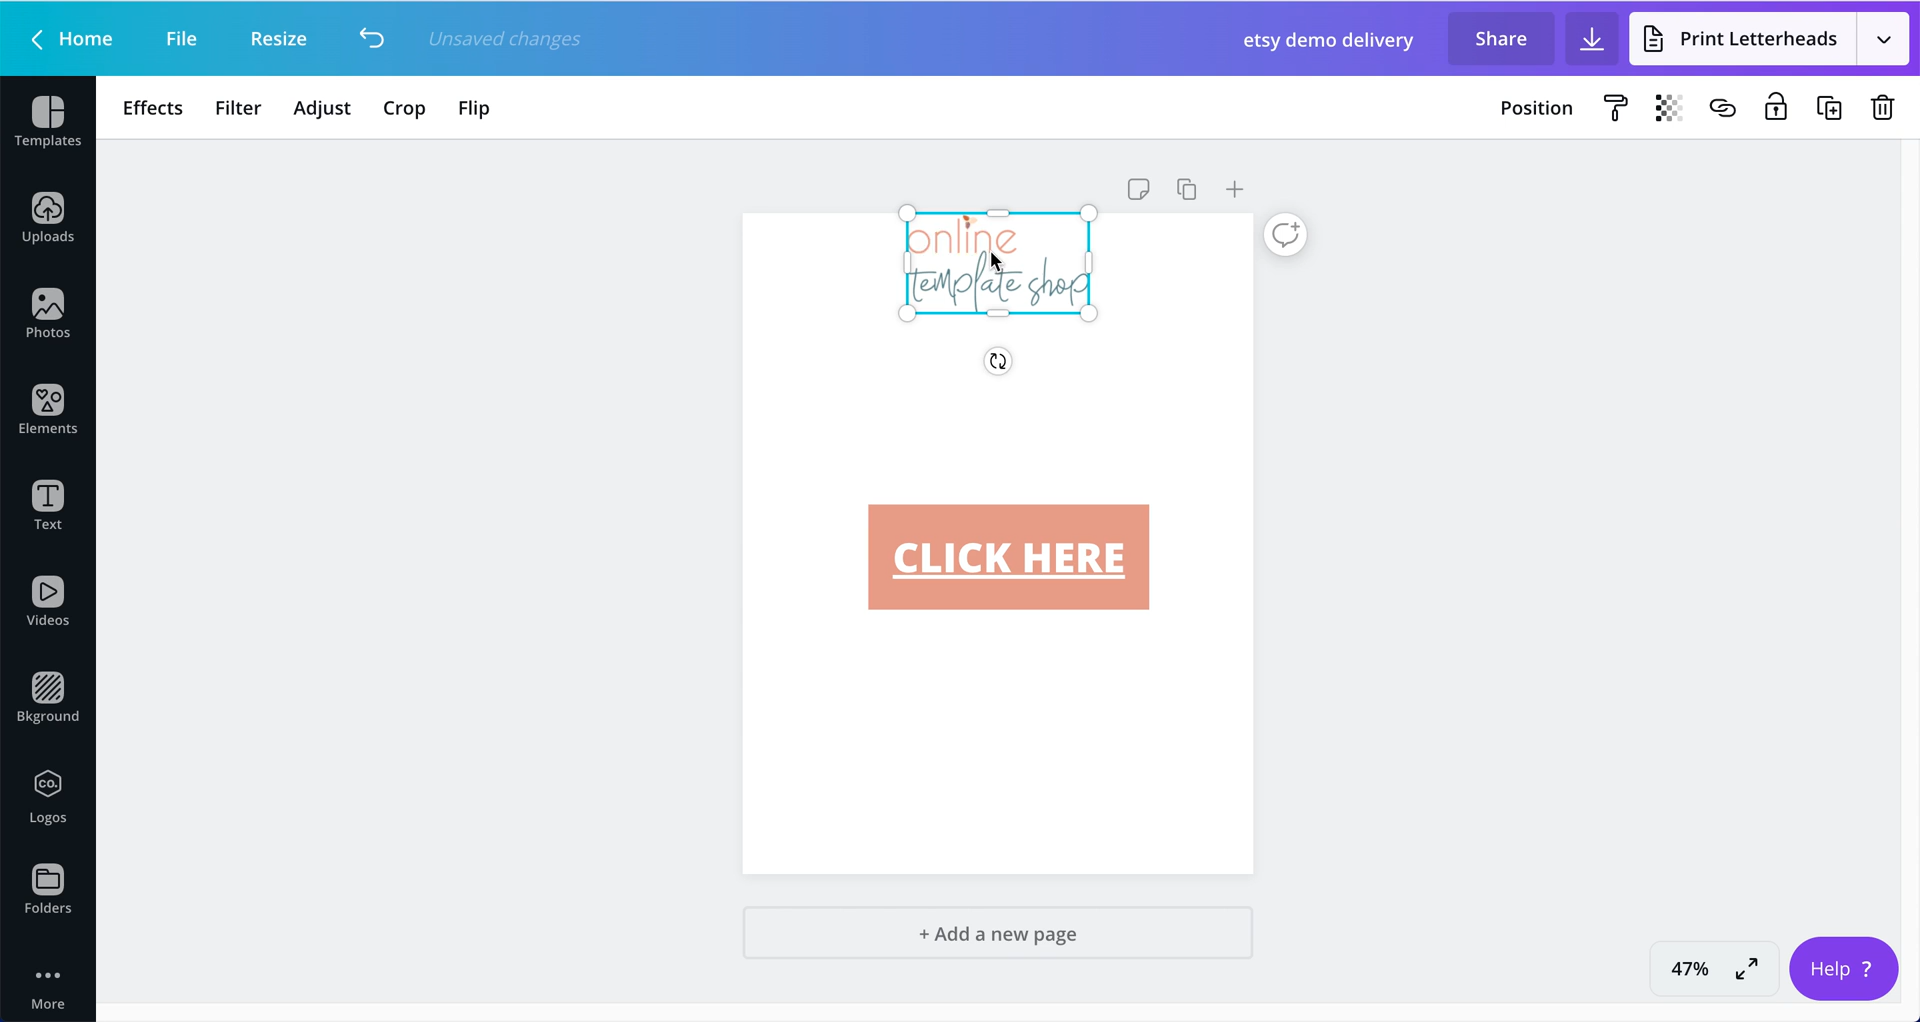 Home File Resize Unsaved changes etsy demo delivery Share Print Letterheads
Effects Filter Adjust Crop Flip Position
Templates
Uploads
Photos
Elements
Text
Videos
Bkground
CO.
Logos
Folders
More
online
template shop
CLICK HERE
+ Add a new page
47% Help ?